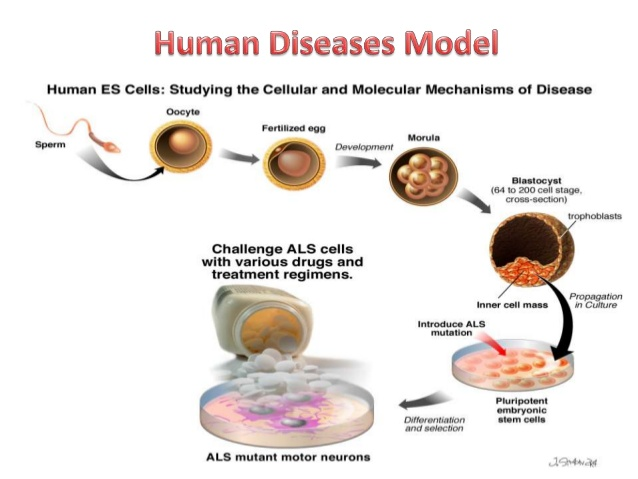 Human Diseases Model
Human ES Cells: Studying the Cellular and Molecular Mechanisms of Disease
Oocyte
Sperm
Fertilized egg
Development
Morula
Blastocyst
(64 to 200 cell stage,
cross-section)
trophoblasts
Inner cell mass
Propagation
in Culture
Introduce ALS
mutation
Pluripotent
embryonic
stem cells
Differentiation
and selection
Challenge ALS cells
with various drugs and
treatment regimens.
ALS mutant motor neurons